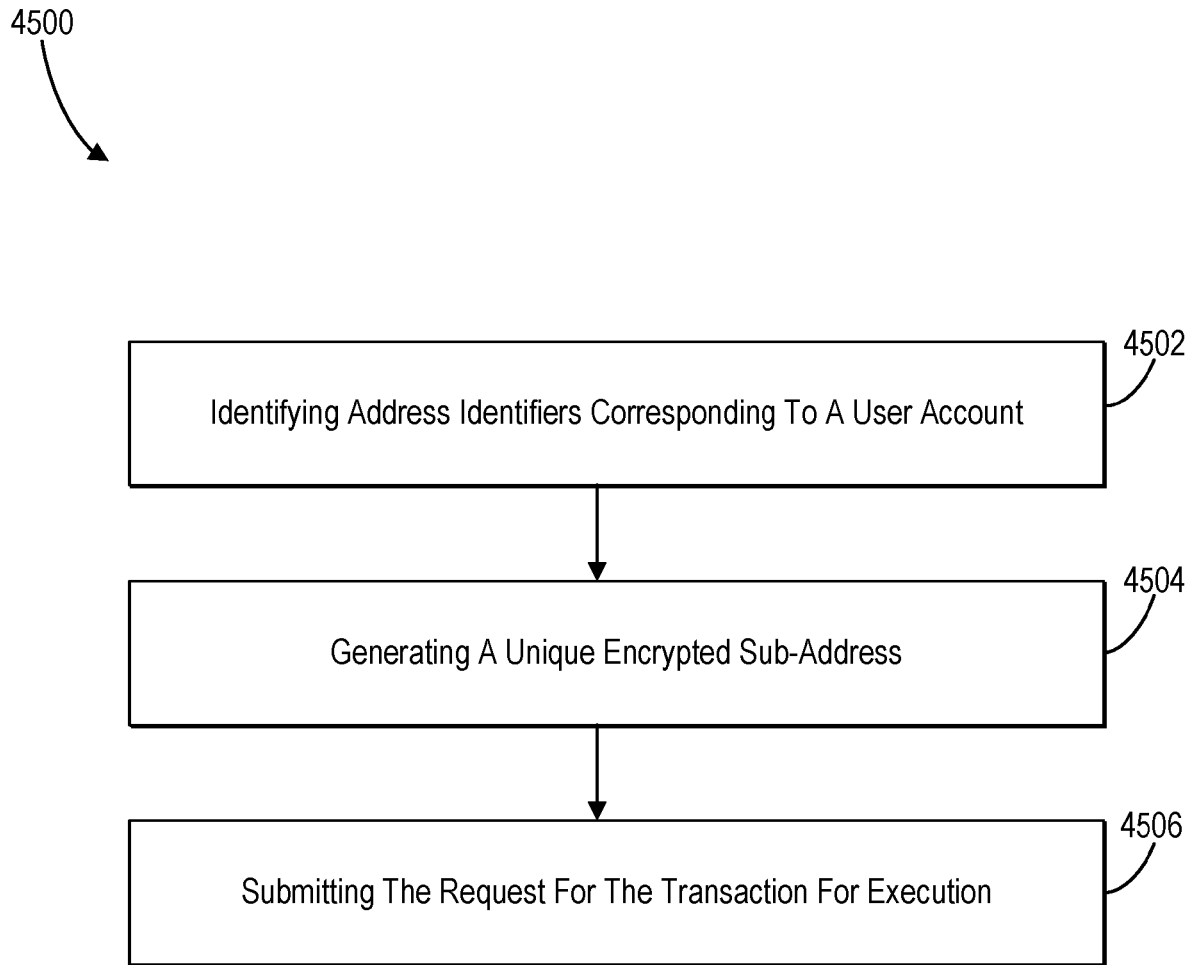 4500
4502
Identifying Address Identifiers Corresponding To A User Account
4504
Generating A Unique Encrypted Sub-Address
4506
Submitting The Request For The Transaction For Execution